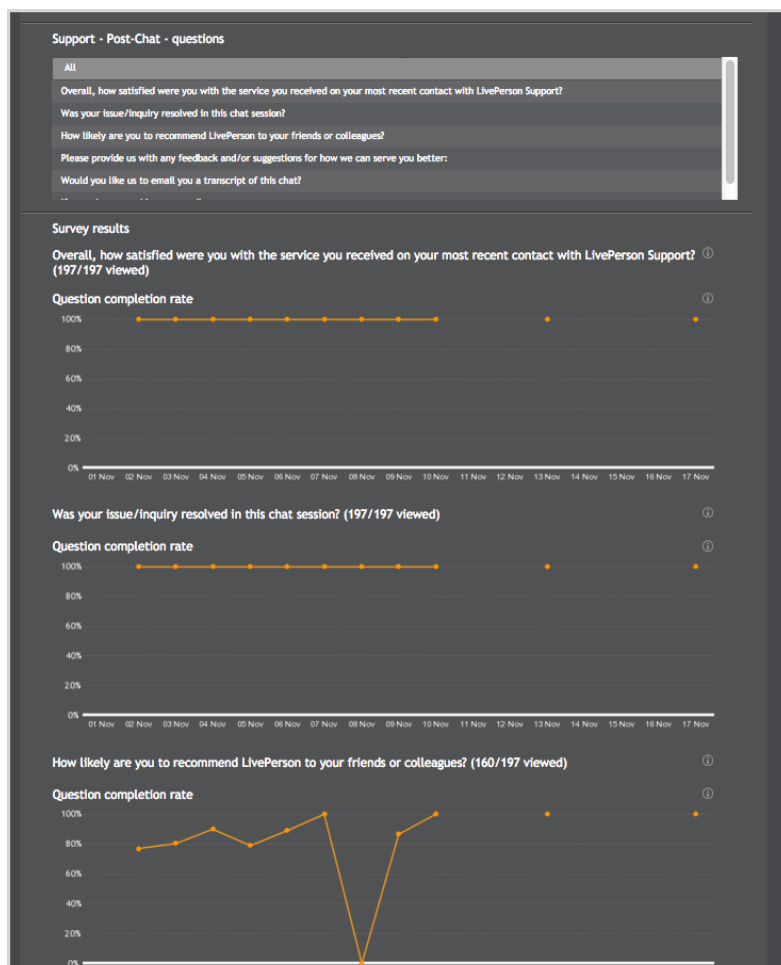 Support - Post-Chat - questions
All
Overall, how satisfied were you with the service you received on your most recent contact with LivePerson Support?
Was your issue/inquiry resolved in this chat session?
How likely are you to recommend LivePerson to your friends or colleagues?
Please provide us with any feedback and/or suggestions for how we can serve you better:
Would you like us to email you a transcript of this chat?
Survey results
Overall, how satisfied were you with the service you received on your most recent contact with LivePerson Support?
(197/197 viewed)
Question completion rate
100%
80%
60%
40%
20%
0%
01 Nov 02 Nov 03 Nov 04 Nov 05 Nov 06 Nov 07 Nov 08 Nov 09 Nov 10 Nov 11 Nov 12 Nov 13 Nov 14 Nov 15 Nov 16 Nov 17 Nov
Was your issue/inquiry resolved in this chat session? (197/197 viewed)
Question completion rate
100%
80%
60%
40%
20%
0%
01 Nov 02 Nov 03 Nov 04 Nov 05 Nov 06 Nov 07 Nov 08 Nov 09 Nov 10 Nov 11 Nov 12 Nov 13 Nov 14 Nov 15 Nov 16 Nov 17 Nov
How likely are you to recommend LivePerson to your friends or colleagues? (160/197 viewed)
Question completion rate
100%
80%
60%
40%
20%
0%